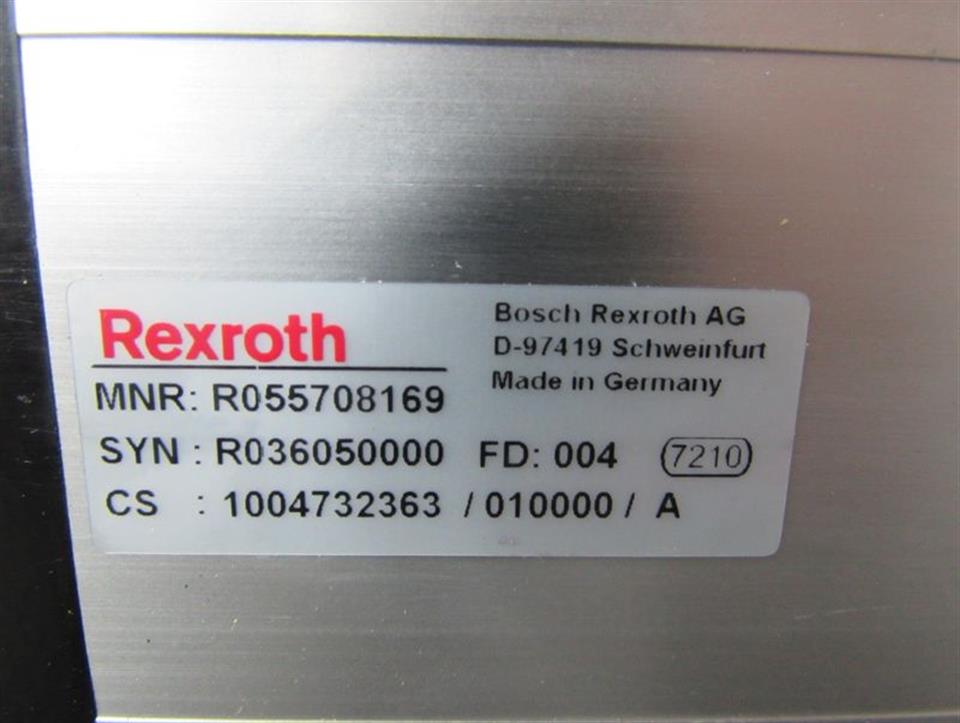 Rexroth
Bosch Rexroth AG
D-97419 Schweinfurt
Made in Germany
MNR: R055708169
SYN : R036050000 FD: 004 7210
CS : 1004732363 / 010000 / A